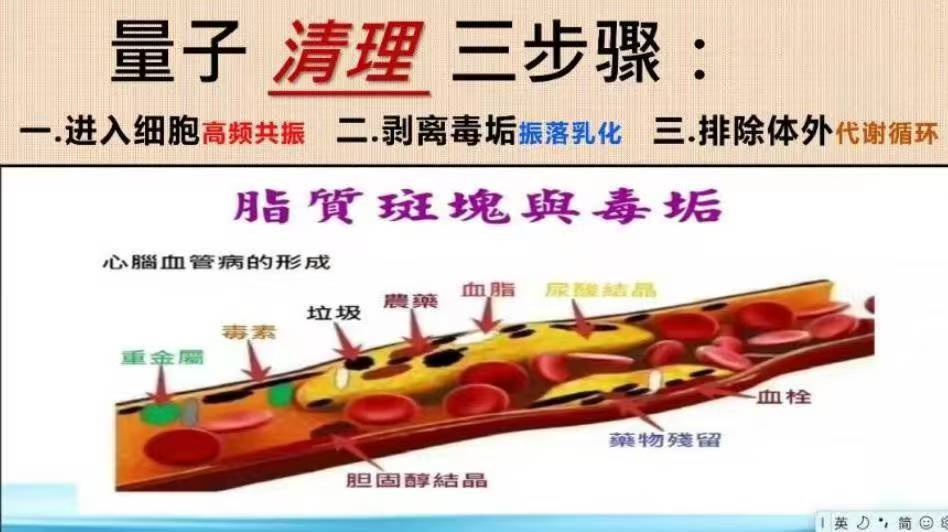 量子 清理 三步骤：
一.进入细胞高频共振 二.剥离毒垢振落乳化 三.排除体外代谢循环
脂質斑塊與毒垢
心腦血管病的形成
重金屬
毒素
垃圾
農藥
血脂
尿酸結晶
血栓
藥物殘留
胆固醇結晶
英 简